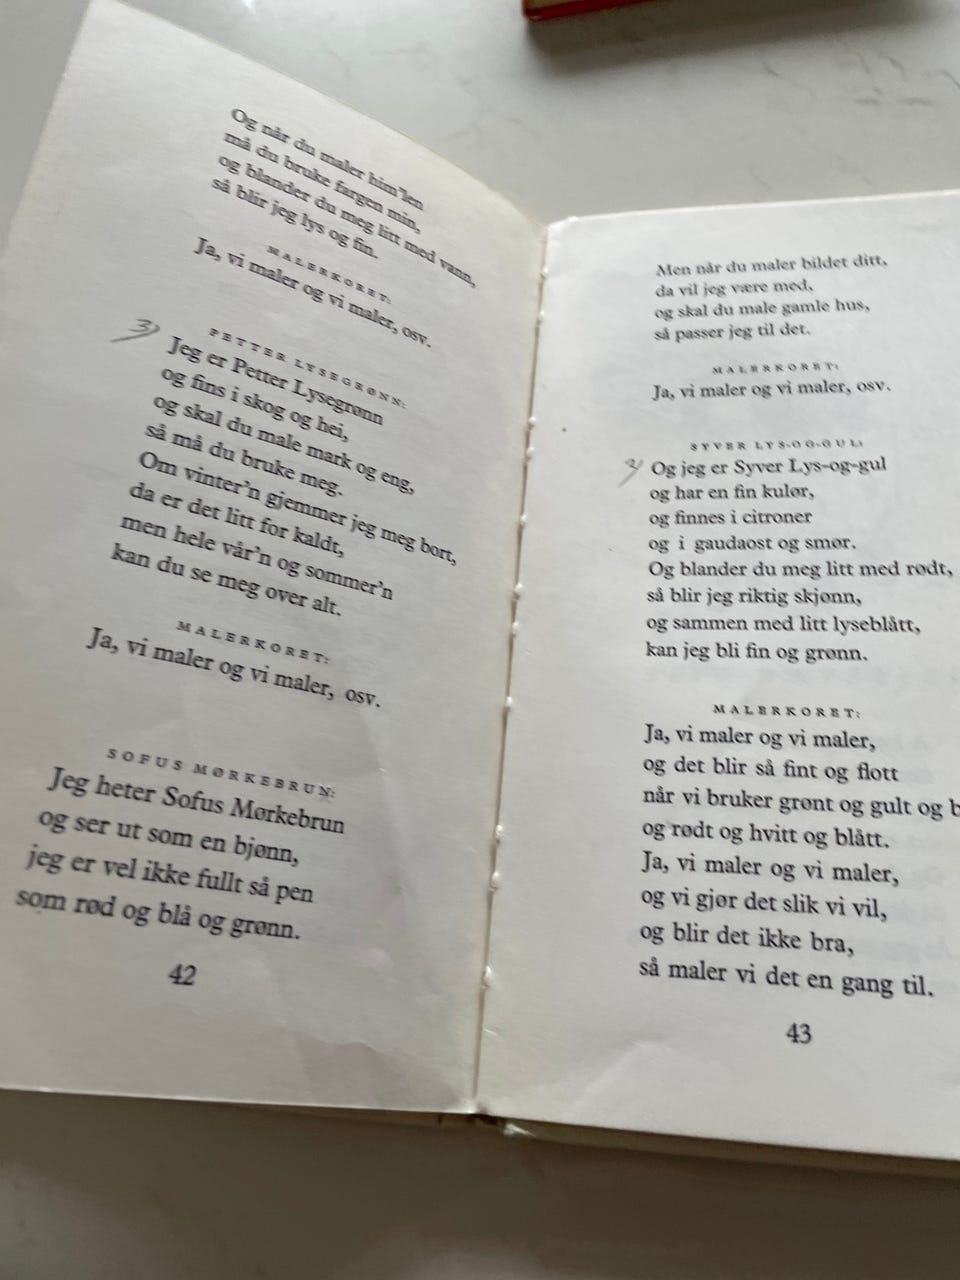 Og når du maler him'len
må du bruke fargen min,
og blander du meg litt med vann,
så blir jeg lys og fin.
MALERKORET:
Ja, vi maler og vi maler, osv.
PETTER LYSEGRØNN:
3) Jeg er Petter Lysegrønn
og fins i skog og hei,
og skal du male mark og eng,
så må du bruke meg.
Om vinter'n gjemmer jeg meg bort,
da er det litt for kaldt,
men hele vår'n og sommer'n
kan du se meg over alt.
MALERKORET:
Ja, vi maler og vi maler, osv.
SOFUS MØRKEBRUN:
Jeg heter Sofus Mørkebrun
og ser ut som en bjønn,
jeg er vel ikke fullt så pen
som rød og blå og grønn.
42
Men når du maler bildet ditt,
da vil jeg være med,
og skal du male gamle hus,
så passer jeg til det.
MALERKORET:
Ja, vi maler og vi maler, osv.
SYVER LYS-OG-GUL:
Og jeg er Syver Lys-og-gul
og har en fin kulør,
og finnes i citroner
og i gaudaost og smør.
Og blander du meg litt med rødt,
så blir jeg riktig skjønn,
og sammen med litt lyseblått,
kan jeg bli fin og grønn.
MALERKORET:
Ja, vi maler og vi maler,
og det blir så fint og flott
når vi bruker grønt og gult og
og rødt og hvitt og blått.
Ja, vi maler og vi maler,
og vi gjør det slik vi vil,
og blir det ikke bra,
så maler vi det en gang til.
43